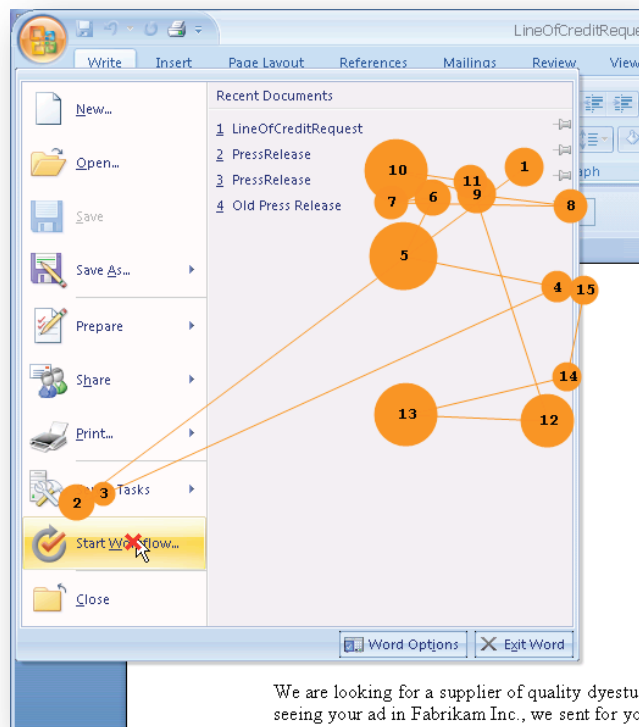 LineOfCreditReque
Write Insert Page Layout References Mailings Review View
New...
Open...
Save
Save As...
Prepare
Share
Print...
Tasks
Start Workflow...
Close
Recent Documents
1 LineOfCreditRequest
2 PressRelease
3 PressRelease
4 Old Press Release
aph
1
10
11
9
6
7
8
5
4
15
14
13
12
2
3
Word Options
Exit Word
We are looking for a supplier of quality dyestu
seeing your ad in Fabrikam Inc., we sent for yo